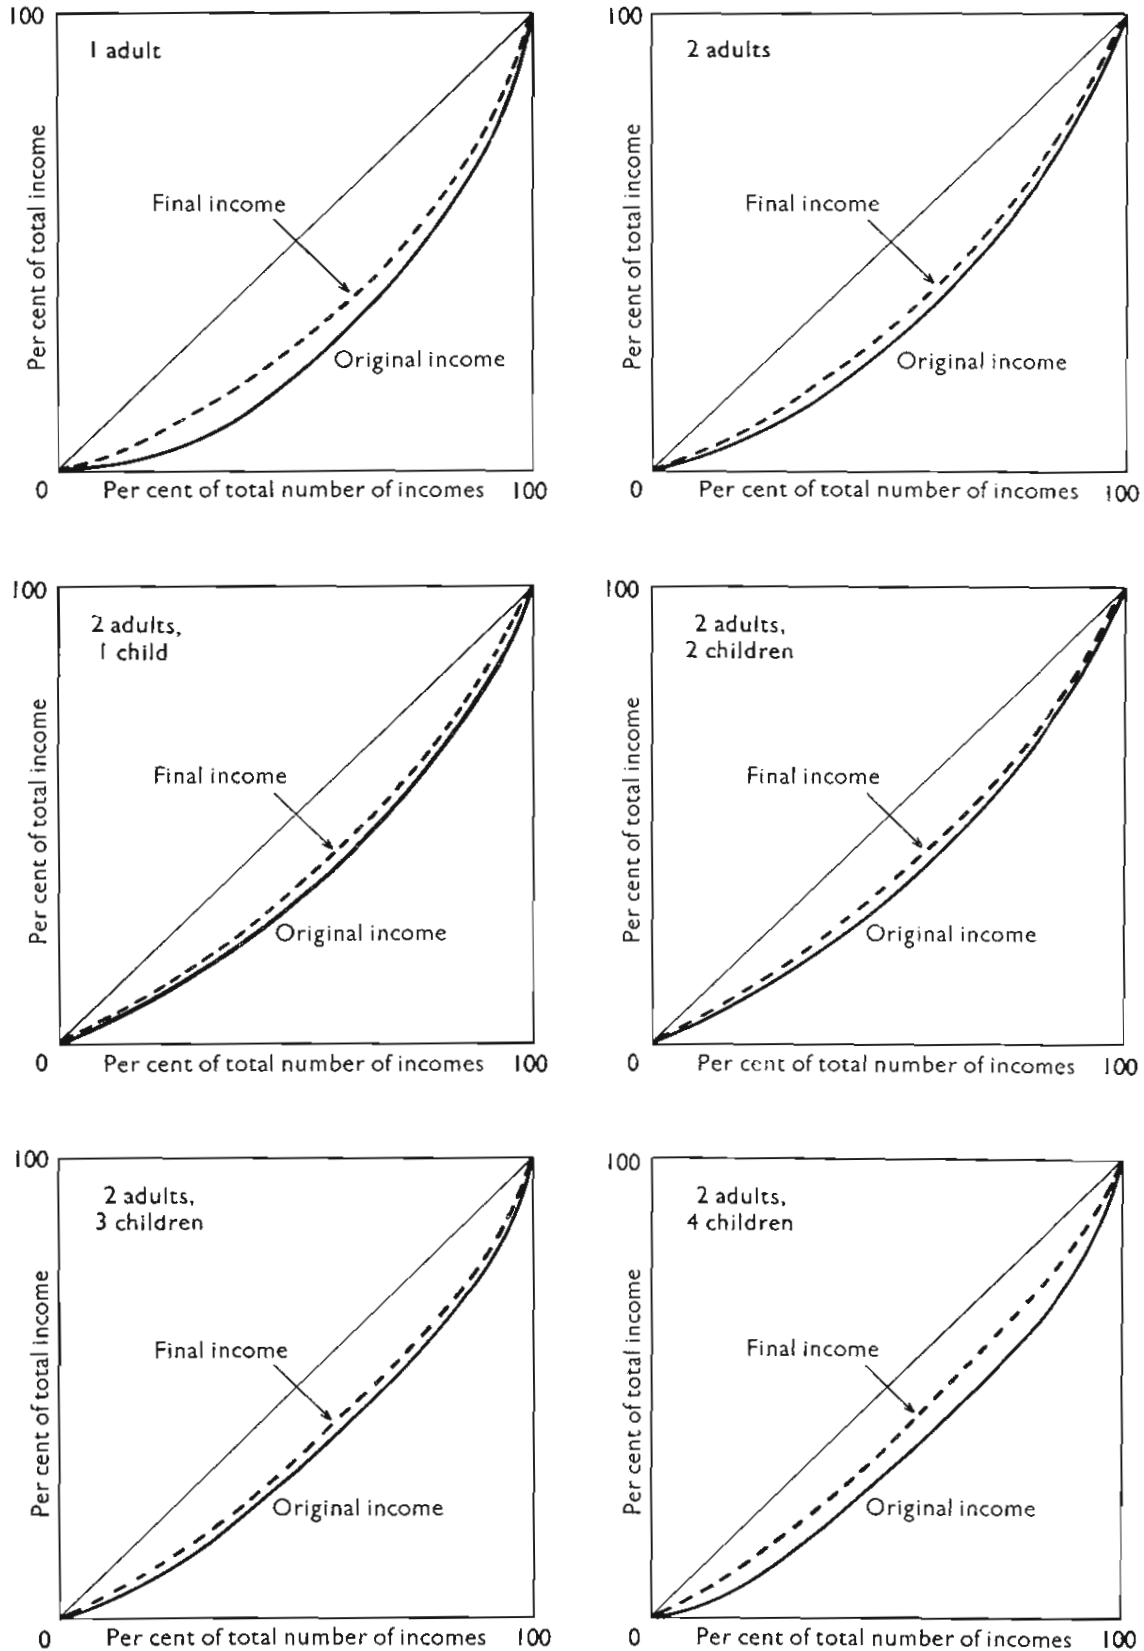 100
1 adult
Per cent of total income
Final income
Original income
0
Per cent of total number of incomes
100
100
2 adults
Per cent of total income
Final income
Original income
0
Per cent of total number of incomes
100
100
2 adults,
1 child
Per cent of total income
Final income
Original income
0
Per cent of total number of incomes
100
100
2 adults,
2 children
Per cent of total income
Final income
Original income
0
Per cent of total number of incomes
100
100
2 adults,
3 children
Per cent of total income
Final income
Original income
0
Per cent of total number of incomes
100
100
2 adults,
4 children
Per cent of total income
Final income
Original income
0
Per cent of total number of incomes
100